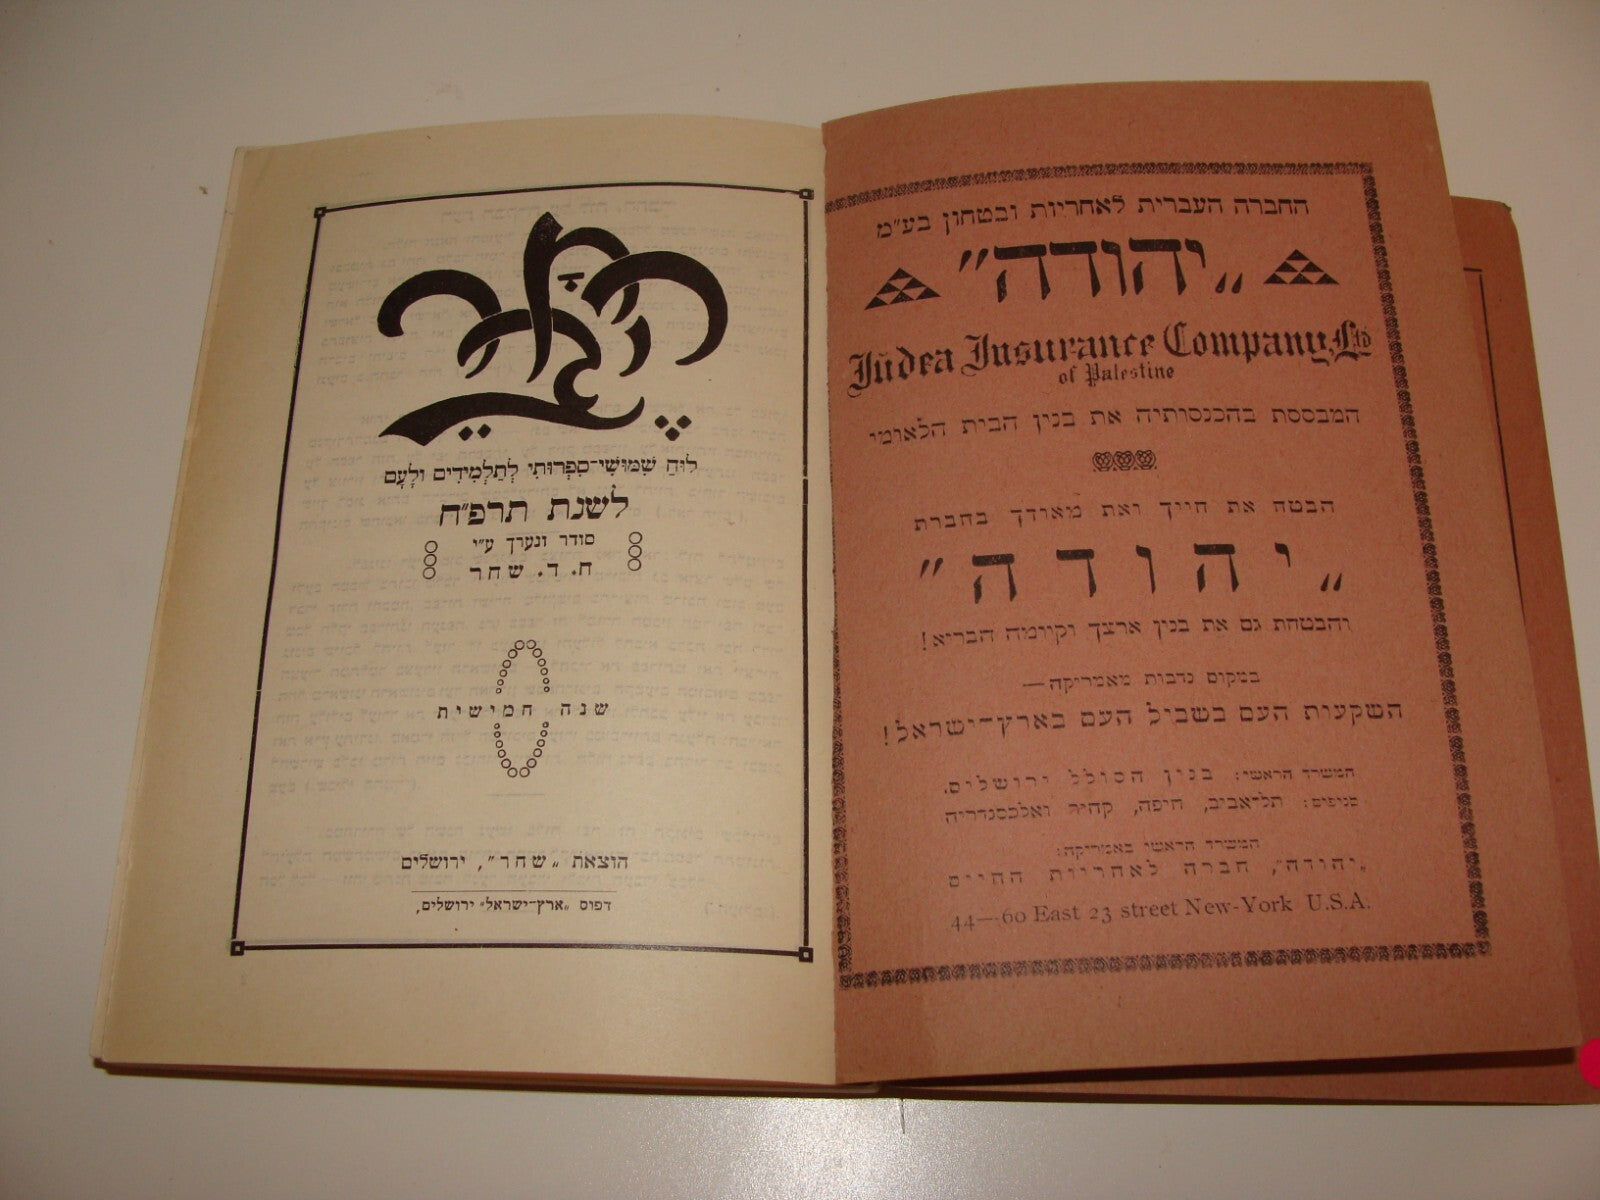 החברה העברית לאחריות ובטחון בע"מ
„יהודה"
Judea Insurance Company Ltd
of Palestine
המבססת בהכנסותיה את בנין הבית הלאומי
הבטח את חייך ואת מאודך בחברת
„יהודה"
והבטחת גם את בנין ארצך וקיומה הבריא!
במקום נדבות מאמריקה—
השקעות העם בשביל העם בארץ־ישראל!
המשרד הראשי: בנין הסולל ירושלים.
סניפים: תל־אביב, חיפה, קהיר ואלכסנדריה
המשרד הראשי באמריקה:
„יהודה", חברה לאחריות החיים
44—60 East 23 street New-York U.S.A.
לוּחַ שִׁמּוּשִׁי־סִפְרוּתִי לְתַלְמִידִים וְלָעָם
לשנת תרפ"ח
סודר ונערך ע"י
ח. ד. שחר
שנה חמישית
הוצאת „שחר", ירושלים
דפוס „ארץ־ישראל" ירושלים,